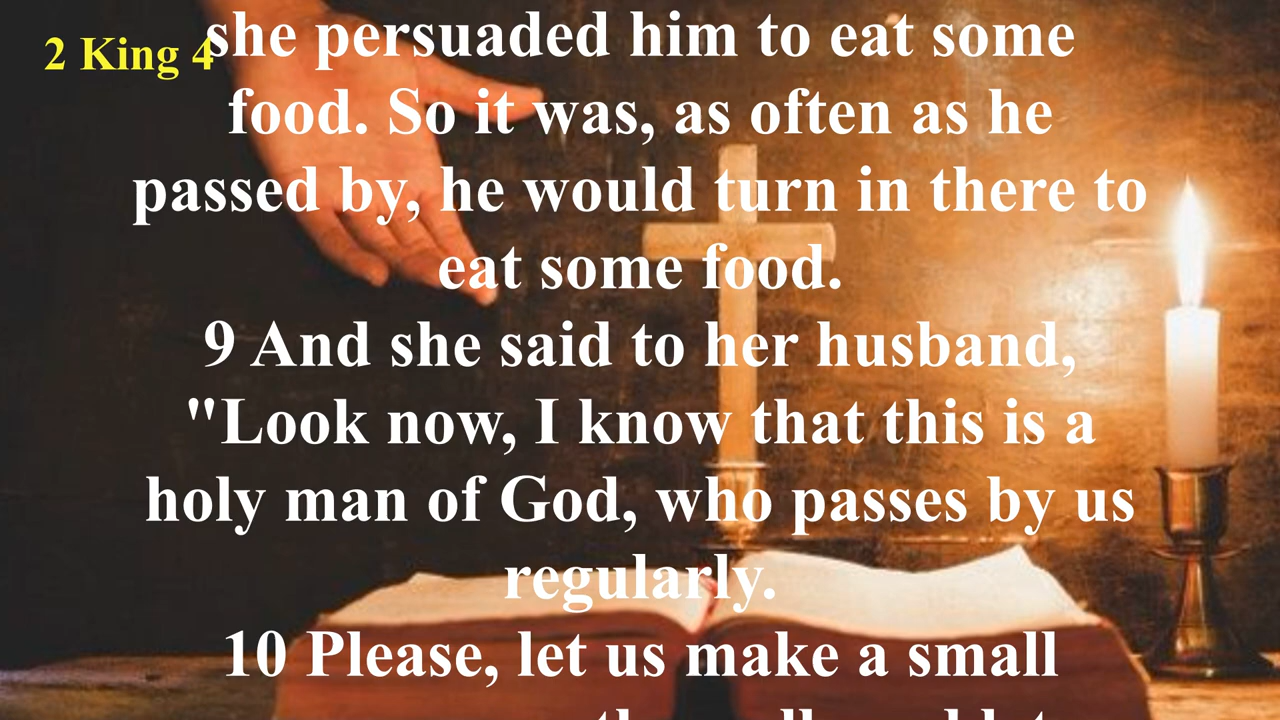 2 King 4
she persuaded him to eat some
food. So it was, as often as he
passed by, he would turn in there to
eat some food.
9 And she said to her husband,
"Look now, I know that this is a
holy man of God, who passes by us
regularly.
10 Please, let us make a small